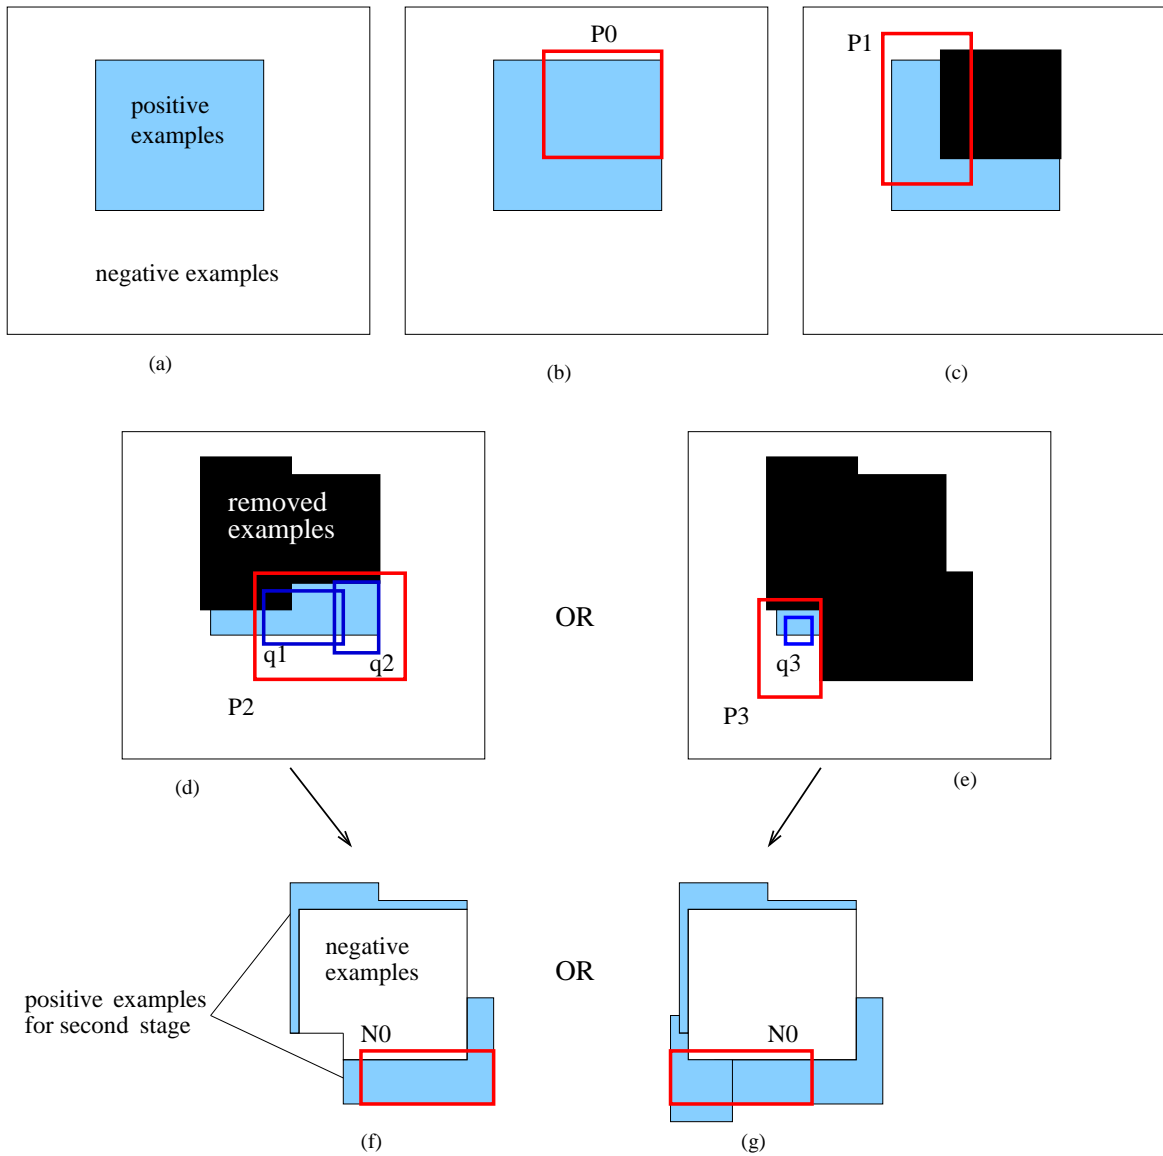 positive
examples
negative examples
(a)
P0
(b)
P1
(c)
removed
examples
q1
q2
P2
(d)
OR
q3
P3
(e)
negative
examples
positive examples
for second stage
N0
(f)
OR
N0
(g)